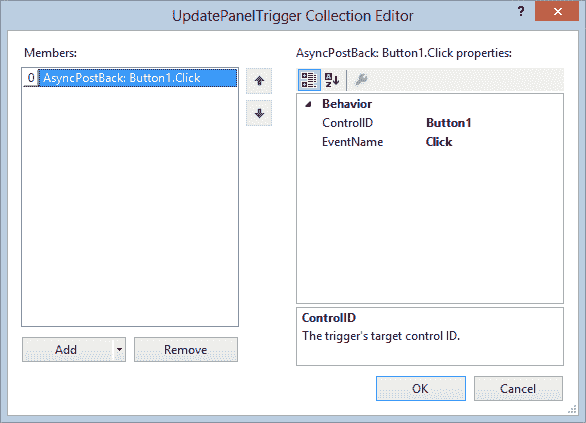 UpdatePanelTrigger Collection Editor
? ×
Members:
0 AsyncPostBack: Button1.Click
Add
Remove
AsyncPostBack: Button1.Click properties:
Behavior
ControlID Button1
EventName Click
ControlID
The trigger's target control ID.
OK
Cancel